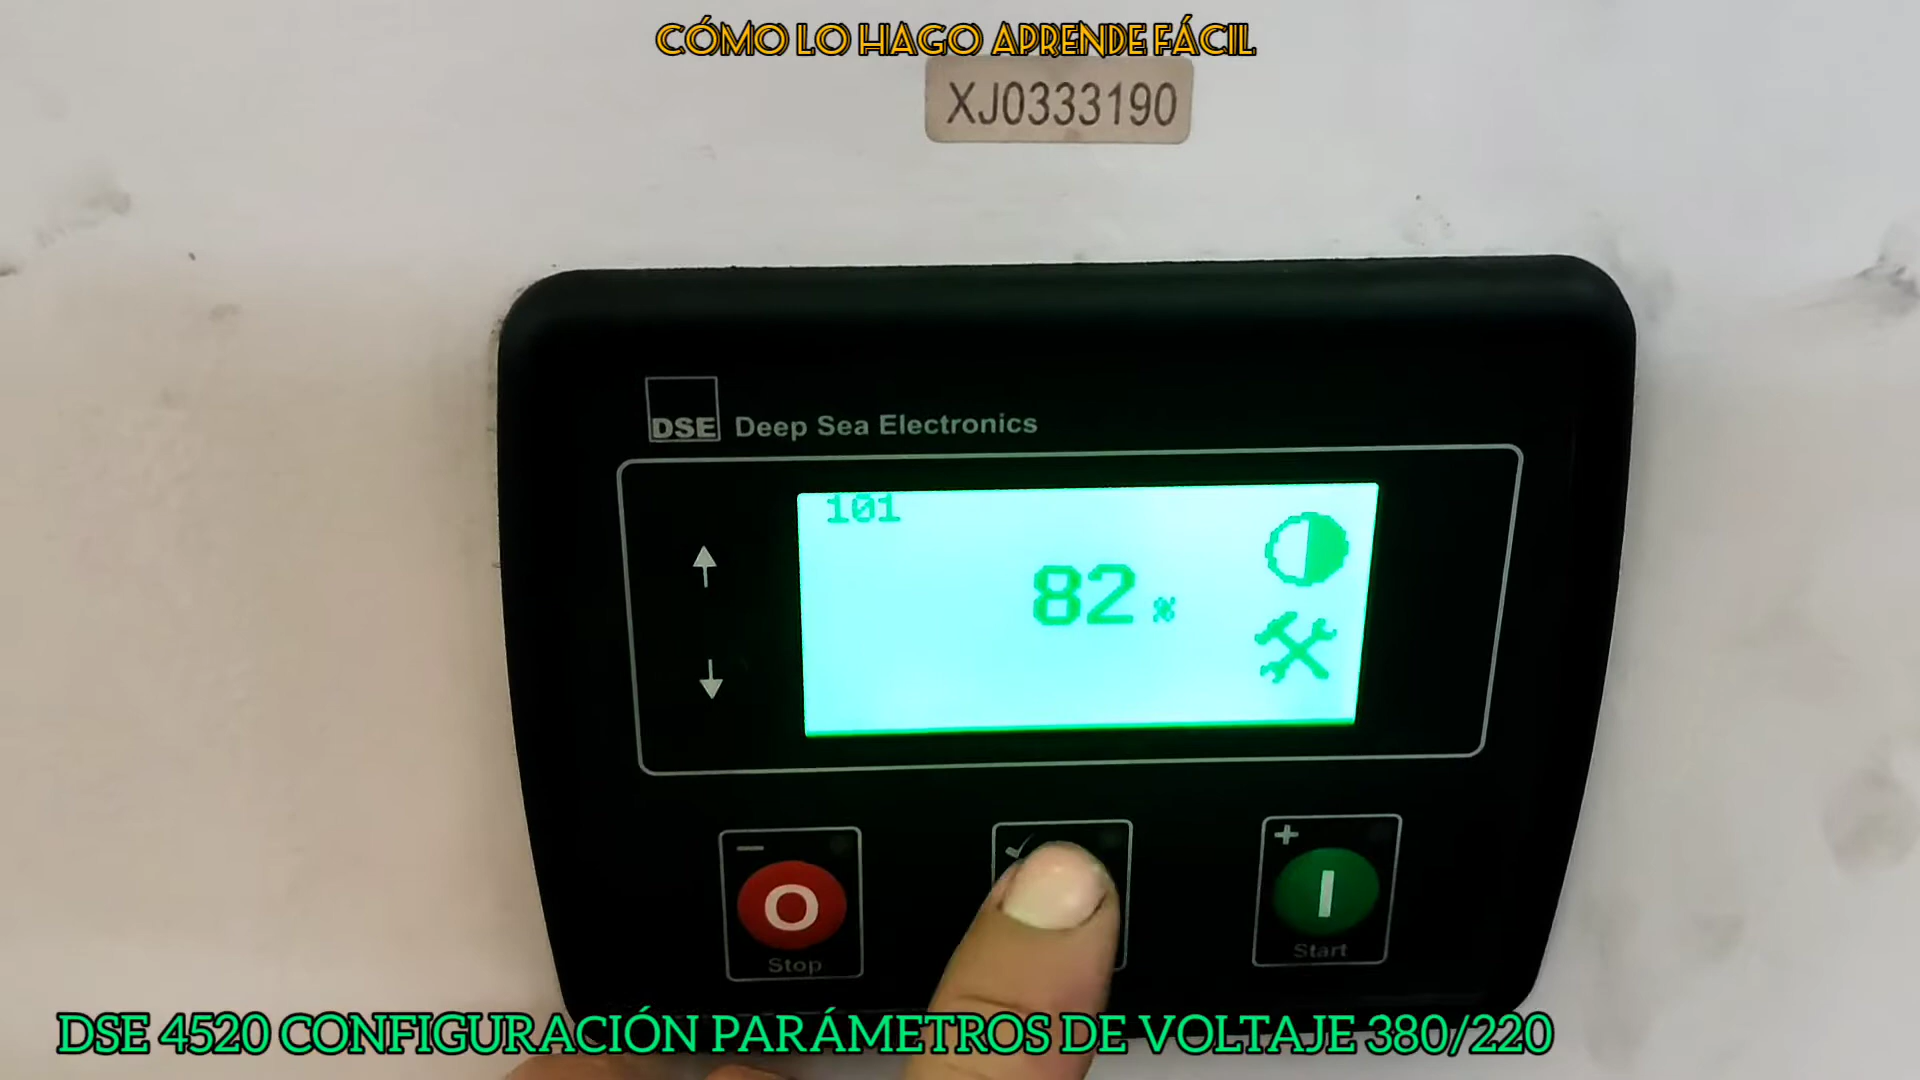 CÓMO LO HAGO APRENDE FÁCIL
XJ0333190
DSE Deep Sea Electronics
101
82 %
Stop
Start
DSE 4520 CONFIGURACIÓN PARÁMETROS DE VOLTAJE 380/220